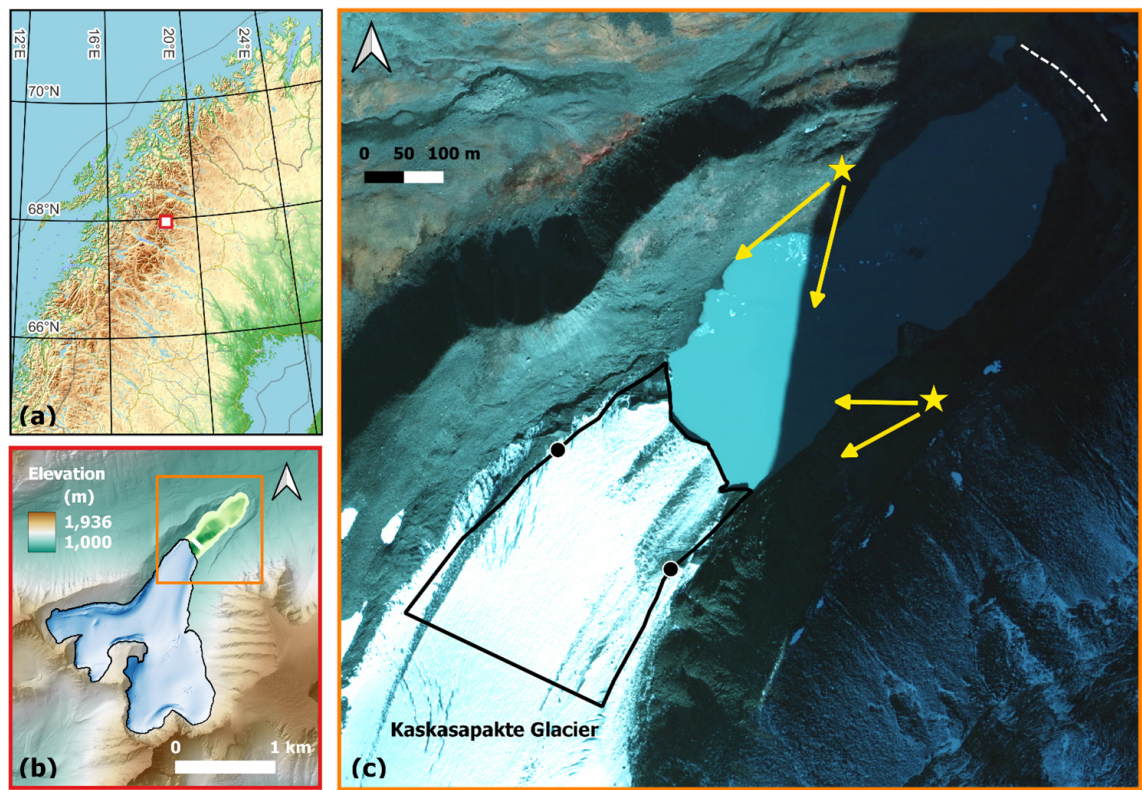 12°E
16°E
20°E
24°E
70°N
68°N
66°N
(a)
Elevation
(m)
1,936
1,000
0
1 km
(b)
0 50 100 m
Kaskasapakte Glacier
(c)